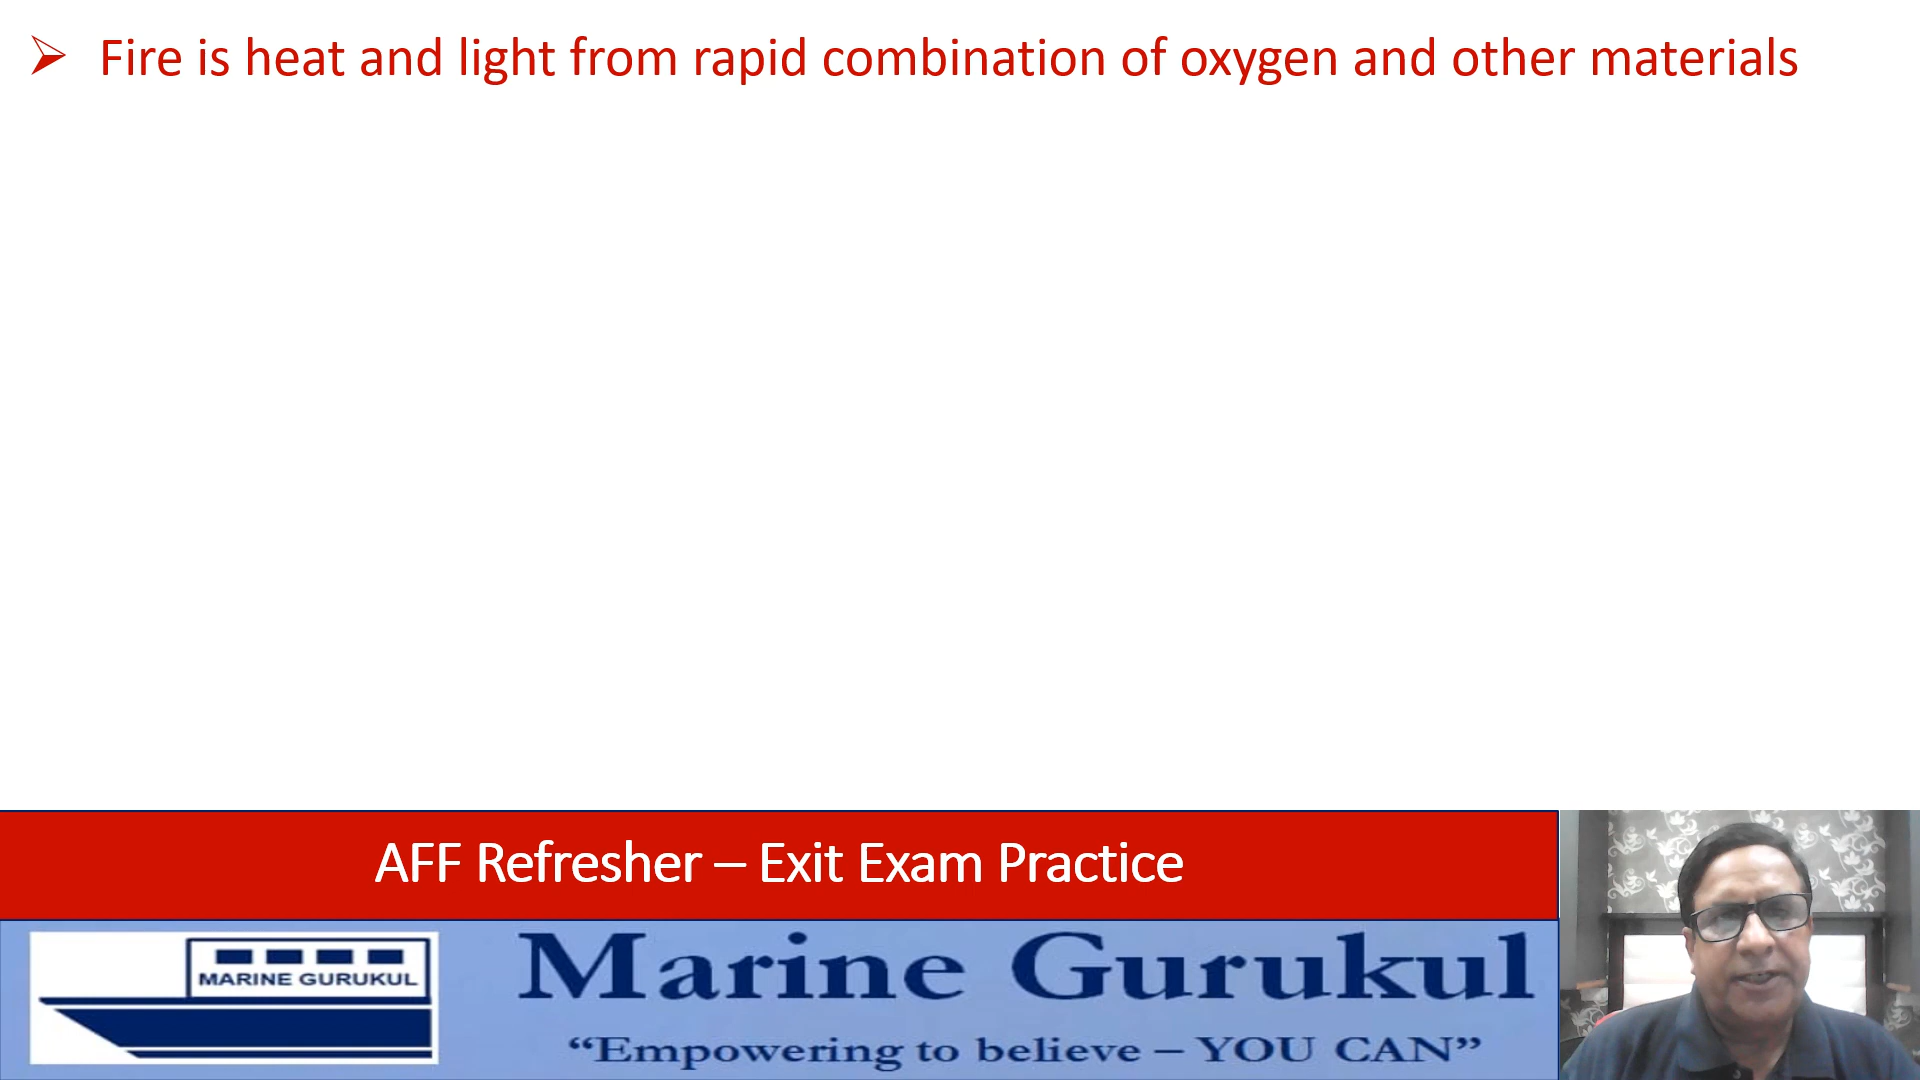 Fire is heat and light from rapid combination of oxygen and other materials
AFF Refresher – Exit Exam Practice
MARINE GURUKUL
Marine Gurukul
“Empowering to believe – YOU CAN”